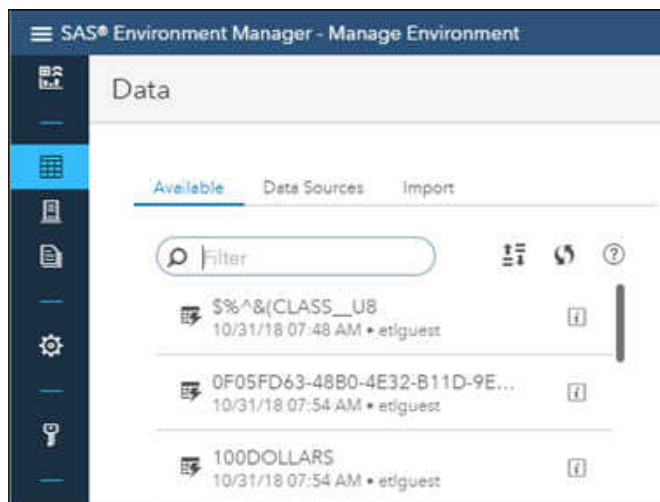 SAS® Environment Manager - Manage Environment
Data
Available Data Sources Import
Filter
$%^&(CLASS__U8
10/31/18 07:48 AM • etlguest
0F05FD63-48B0-4E32-B11D-9E...
10/31/18 07:54 AM • etlguest
100DOLLARS
10/31/18 07:54 AM • etlguest